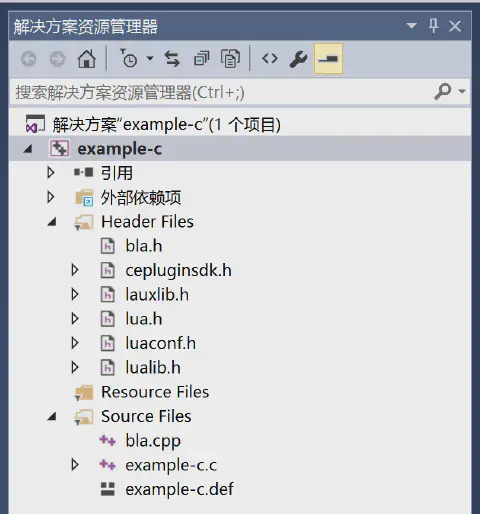 解决方案资源管理器
搜索解决方案资源管理器(Ctrl+;)
解决方案"example-c"(1 个项目)
example-c
引用
外部依赖项
Header Files
bla.h
cepluginsdk.h
lauxlib.h
lua.h
luaconf.h
lualib.h
Resource Files
Source Files
bla.cpp
example-c.c
example-c.def